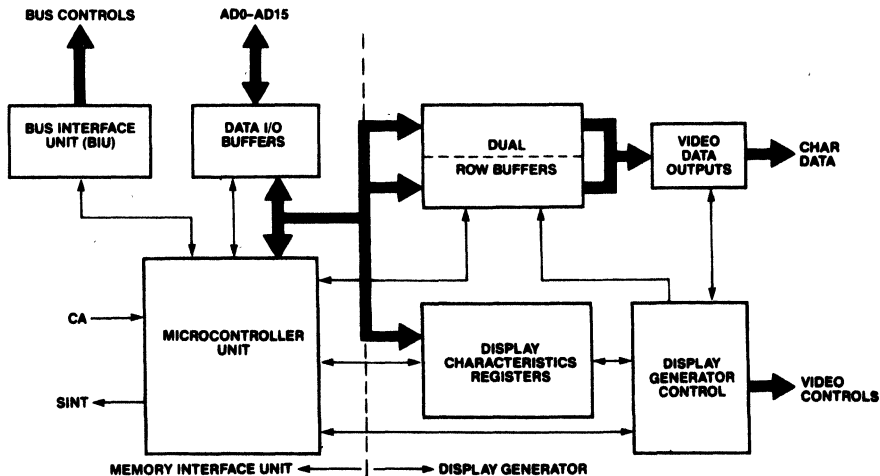 BUS CONTROLS
AD0–AD15
BUS INTERFACE
UNIT (BIU)
DATA I/O
BUFFERS
DUAL
ROW BUFFERS
VIDEO
DATA
OUTPUTS
CHAR
DATA
CA
SINT
MICROCONTROLLER
UNIT
DISPLAY
CHARACTERISTICS
REGISTERS
DISPLAY
GENERATOR
CONTROL
VIDEO
CONTROLS
MEMORY INTERFACE UNIT
DISPLAY GENERATOR